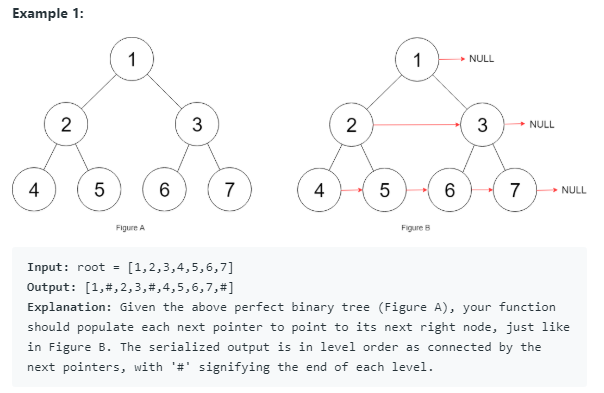 Example 1:
1
2
3
4
5
6
7
Figure A
1 NULL
2
3 NULL
4
5
6
7 NULL
Figure B
Input: root = [1,2,3,4,5,6,7]
Output: [1,#,2,3,#,4,5,6,7,#]
Explanation: Given the above perfect binary tree (Figure A), your function
should populate each next pointer to point to its next right node, just like
in Figure B. The serialized output is in level order as connected by the
next pointers, with '#' signifying the end of each level.